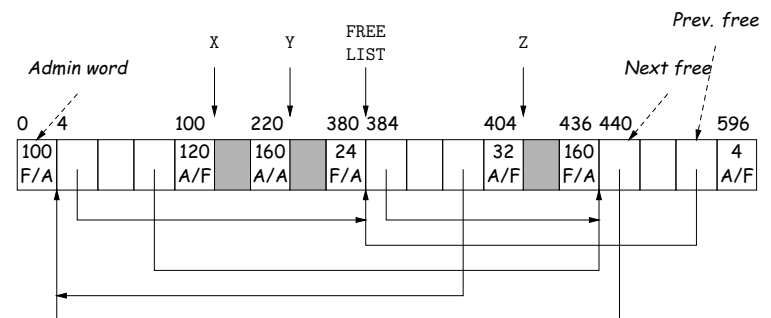 Prev. free
X
Y
FREE
LIST
Z
Admin word
Next free
0 4 100 220 380 384 404 436 440 596
100 120 160 24 32 160 4
F/A A/F A/A F/A A/F F/A A/F